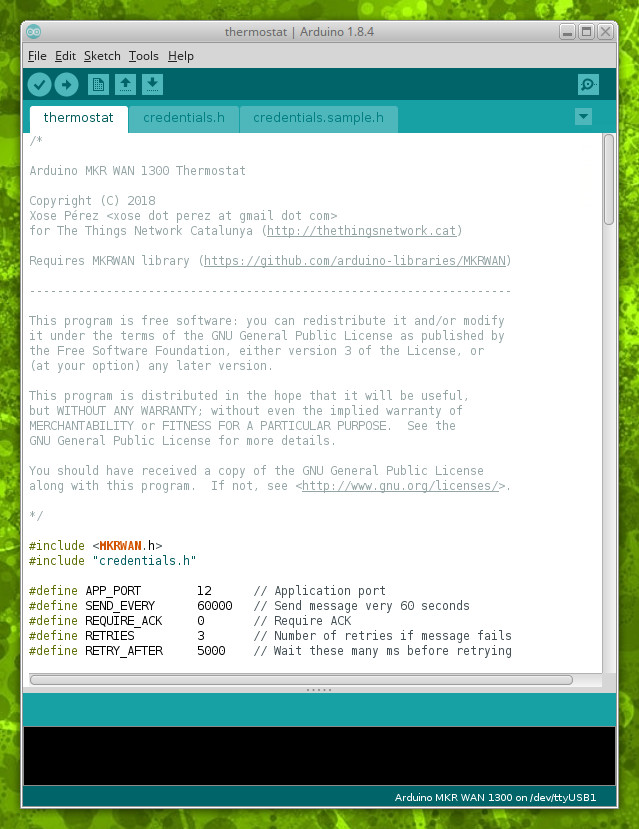 thermostat | Arduino 1.8.4
File Edit Sketch Tools Help
thermostat credentials.h credentials.sample.h
/*
Arduino MKR WAN 1300 Thermostat
Copyright (C) 2018
Xose Pérez <xose dot perez at gmail dot com>
for The Things Network Catalunya (http://thethingsnetwork.cat)
Requires MKRWAN library (https://github.com/arduino-libraries/MKRWAN)
---------------------------------------------------------------------
This program is free software: you can redistribute it and/or modify
it under the terms of the GNU General Public License as published by
the Free Software Foundation, either version 3 of the License, or
(at your option) any later version.
This program is distributed in the hope that it will be useful,
but WITHOUT ANY WARRANTY; without even the implied warranty of
MERCHANTABILITY or FITNESS FOR A PARTICULAR PURPOSE.  See the
GNU General Public License for more details.
You should have received a copy of the GNU General Public License
along with this program.  If not, see <http://www.gnu.org/licenses/>.
*/
#include <MKRWAN.h>
#include "credentials.h"
#define APP_PORT        12      // Application port
#define SEND_EVERY      60000   // Send message very 60 seconds
#define REQUIRE_ACK     0       // Require ACK
#define RETRIES         3       // Number of retries if message fails
#define RETRY_AFTER     5000    // Wait these many ms before retrying
Arduino MKR WAN 1300 on /dev/ttyUSB1